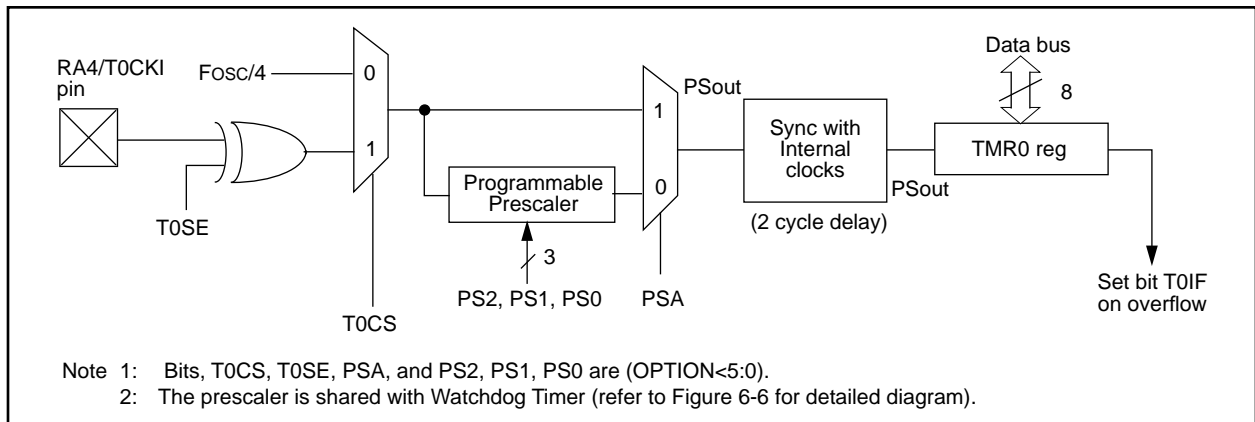 RA4/T0CKI
pin
FOSC/4
0
1
T0SE
T0CS
Programmable
Prescaler
3
PS2, PS1, PS0
1
0
PSA
PSout
Sync with
Internal
clocks
(2 cycle delay)
PSout
Data bus
8
TMR0 reg
Set bit T0IF
on overflow
Note 1: Bits, T0CS, T0SE, PSA, and PS2, PS1, PS0 are (OPTION<5:0).
2: The prescaler is shared with Watchdog Timer (refer to Figure 6-6 for detailed diagram).